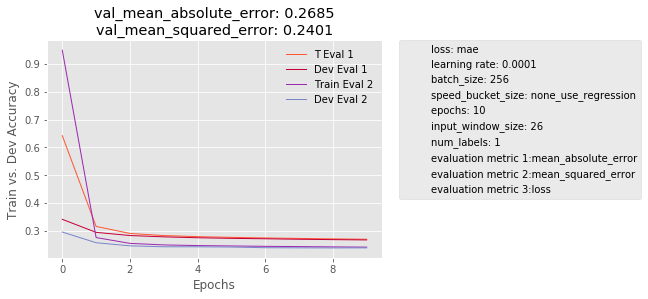 val_mean_absolute_error: 0.2685
val_mean_squared_error: 0.2401
Train vs. Dev Accuracy
0.9
0.8
0.7
0.6
0.5
0.4
0.3
0 2 4 6 8
Epochs
T Eval 1
Dev Eval 1
Train Eval 2
Dev Eval 2
loss: mae
learning rate: 0.0001
batch_size: 256
speed_bucket_size: none_use_regression
epochs: 10
input_window_size: 26
num_labels: 1
evaluation metric 1:mean_absolute_error
evaluation metric 2:mean_squared_error
evaluation metric 3:loss